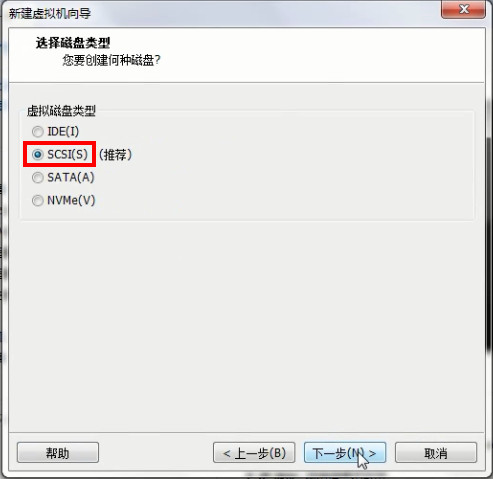 新建虚拟机向导
选择磁盘类型
您要创建何种磁盘?
虚拟磁盘类型
IDE(I)
SCSI(S) (推荐)
SATA(A)
NVMe(V)
帮助 < 上一步(B) 下一步(N) > 取消